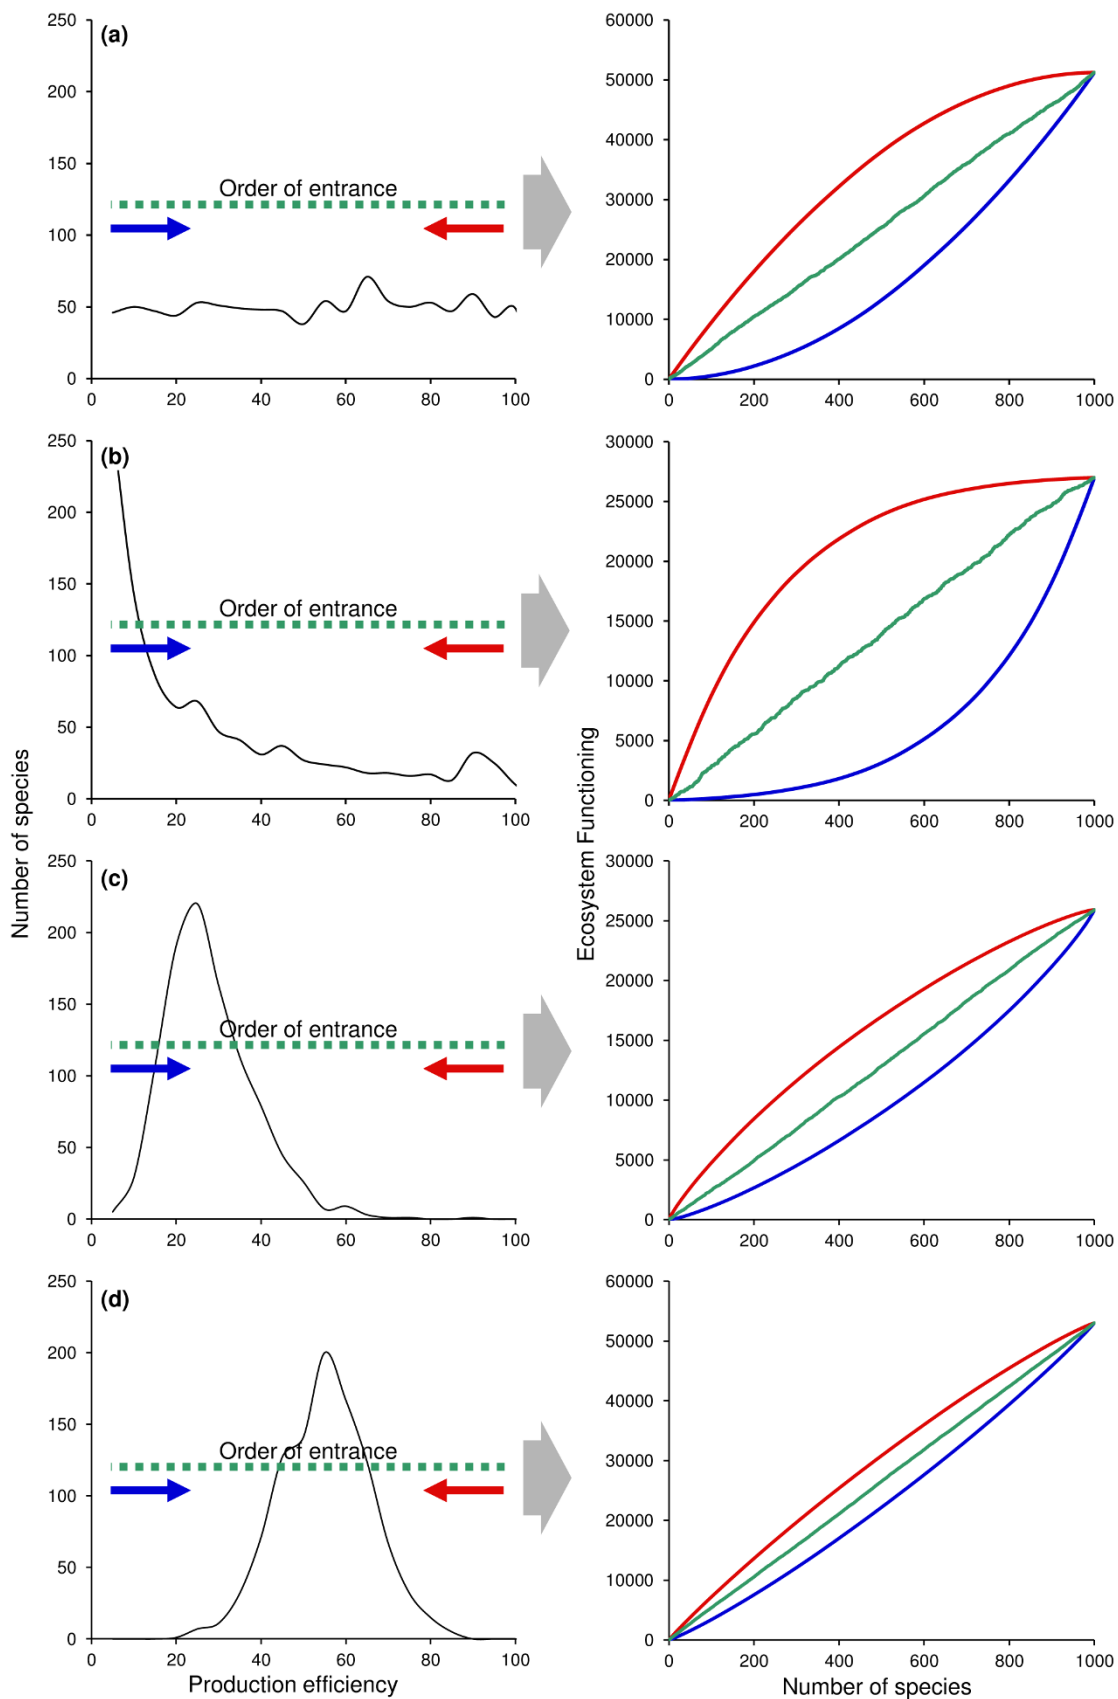 (a)
250
200
150
100
50
0
0 20 40 60 80 100
Order of entrance
60000
50000
40000
30000
20000
10000
0
0 200 400 600 800 1000
(b)
250
200
150
100
50
0
0 20 40 60 80 100
Order of entrance
30000
25000
20000
15000
10000
5000
0
0 200 400 600 800 1000
Number of species
Ecosystem Functioning
(c)
250
200
150
100
50
0
0 20 40 60 80 100
Order of entrance
30000
25000
20000
15000
10000
5000
0
0 200 400 600 800 1000
(d)
250
200
150
100
50
0
0 20 40 60 80 100
Order of entrance
Production efficiency
60000
50000
40000
30000
20000
10000
0
0 200 400 600 800 1000
Number of species